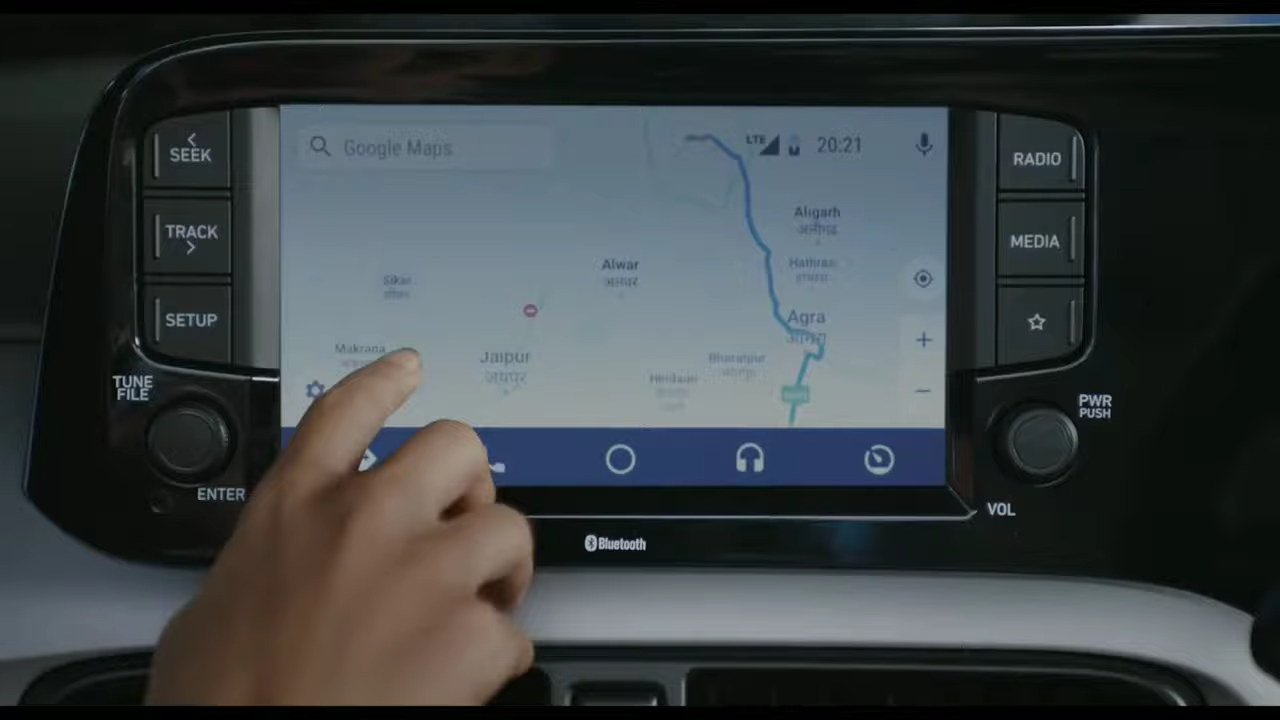 SEEK
TRACK
SETUP
TUNE
FILE
ENTER
Google Maps
LTE
20:21
Aligarh
अलीगढ़
Hathras
हाथरस
Alwar
अलवर
Sikar
सीकर
Agra
आगरा
Makrana
Jaipur
जयपुर
Bharatpur
Hindaun
RADIO
MEDIA
PWR
PUSH
VOL
Bluetooth